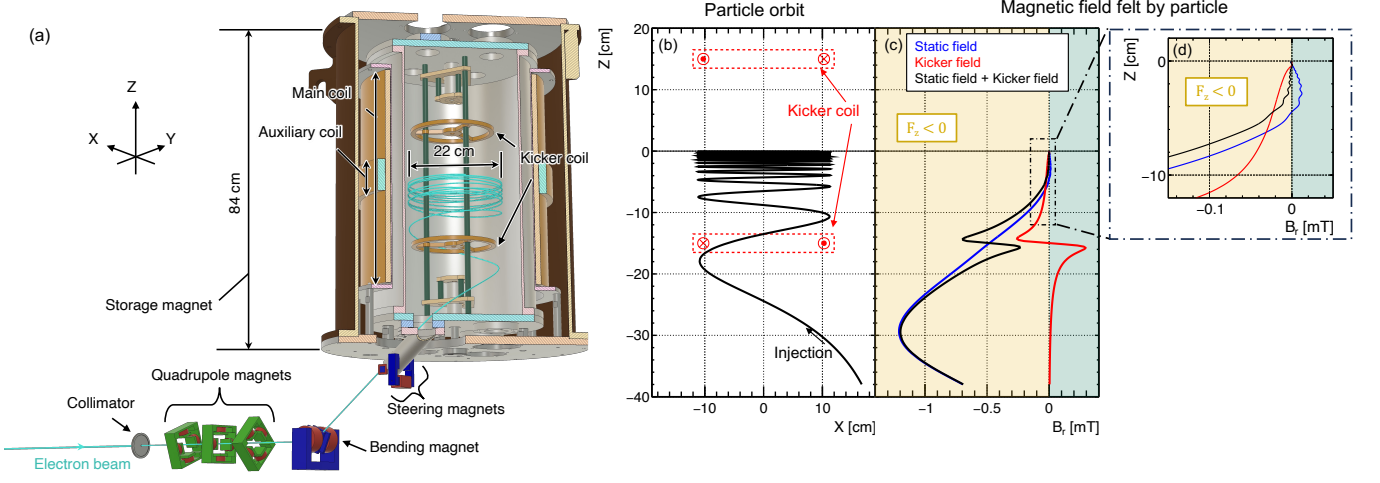 (a)
Z
X
Y
84 cm
Main coil
Auxiliary coil
22 cm
Kicker coil
Storage magnet
Quadrupole magnets
Collimator
Steering magnets
Bending magnet
Electron beam
Particle orbit
(b)
Z [cm]
20
15
10
5
0
−5
−10
−15
−20
−25
−30
−35
−40
Kicker coil
Injection
−10
0
10
X [cm]
Magnetic field felt by particle
(c)
Static field
Kicker field
Static field + Kicker field
F_z < 0
−1
−0.5
0
B_r [mT]
(d)
Z [cm]
0
−10
F_z < 0
−0.1
0
B_r [mT]